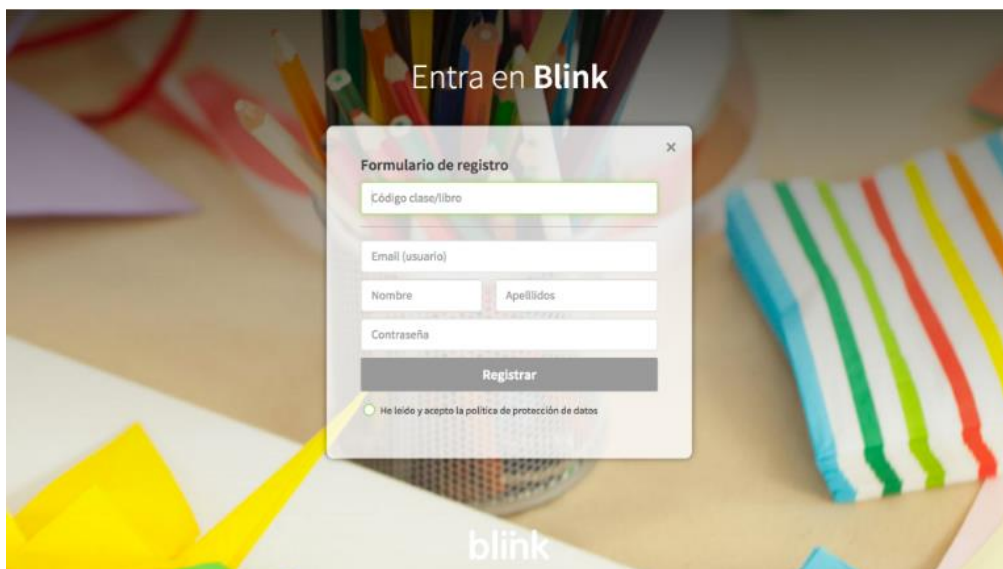 Entra en Blink
×
Formulario de registro
Código clase/libro
Email (usuario)
Nombre Apelllidos
Contraseña
Registrar
He leído y acepto la política de protección de datos
blink